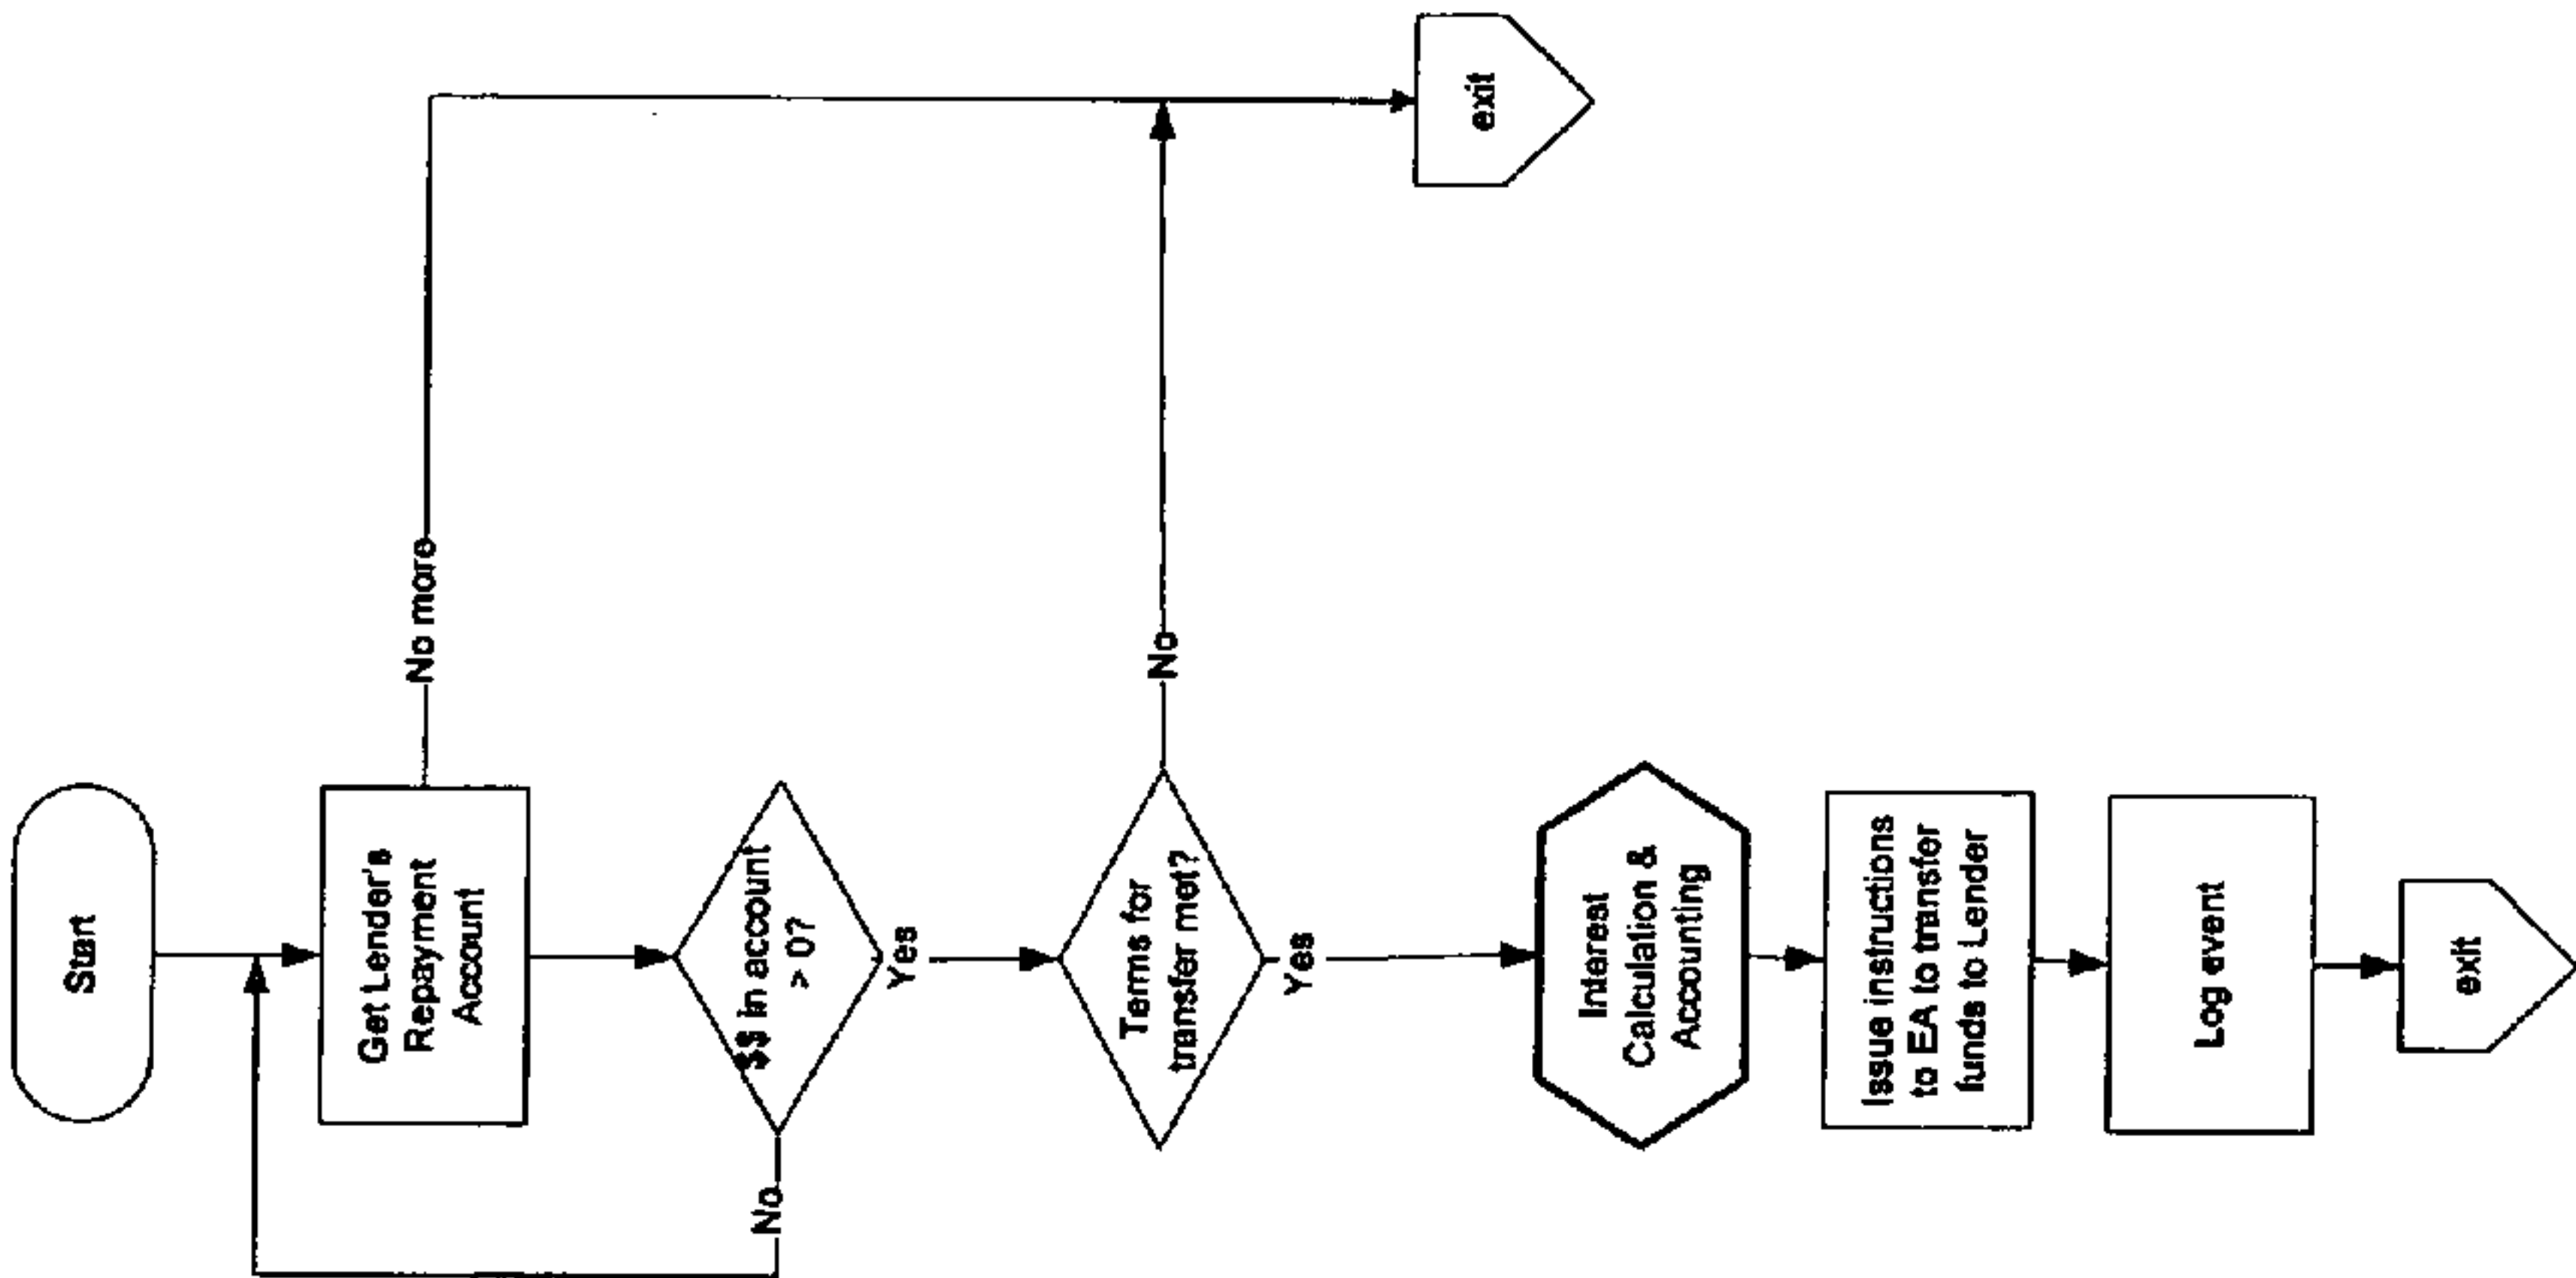 Start
Get Lender's
Repayment
Account
No more
$$ in account
> 0?
No
Yes
Terms for
transfer met?
No
Yes
Interest
Calculation &
Accounting
Issue instructions
to EA to transfer
funds to Lender
Log event
exit
exit